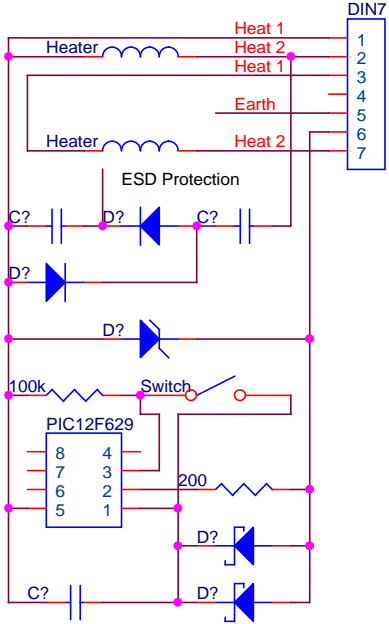 DIN7
Heat 1
1
Heater
Heat 2
2
Heat 1
3
4
Earth
5
6
Heater
Heat 2
7
ESD Protection
C?
D?
C?
D?
D?
100k
Switch
PIC12F629
8 4
7 3
6 2
5 1
200
D?
C?
D?